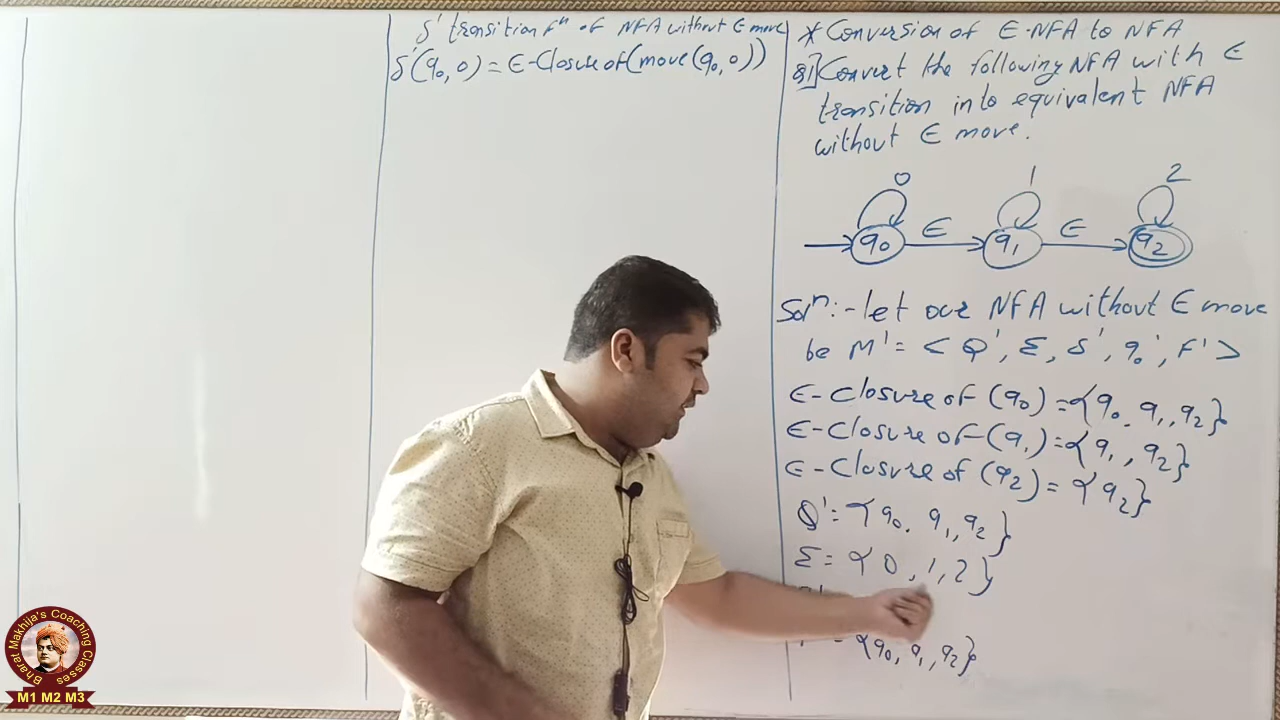 δ' transition Fⁿ of NFA without ∈ move
δ'(q₀, 0) = ∈-Closure of (move(q₀, 0))
* Conversion of ∈-NFA to NFA
Q1] Convert the following NFA with ∈
transition into equivalent NFA
without ∈ move.
0 1 2
q₀ ∈ q₁ ∈ q₂
Solⁿ:- let our NFA without ∈ move
be M' = < Q', Σ, δ', q₀', F' >
∈-Closure of (q₀) = {q₀, q₁, q₂}
∈-Closure of (q₁) = {q₁, q₂}
∈-Closure of (q₂) = {q₂}
Q' = {q₀, q₁, q₂}
Σ = {0, 1, 2}
= {q₀, q₁, q₂}
Bharat Makhija's Coaching Classes
M1 M2 M3